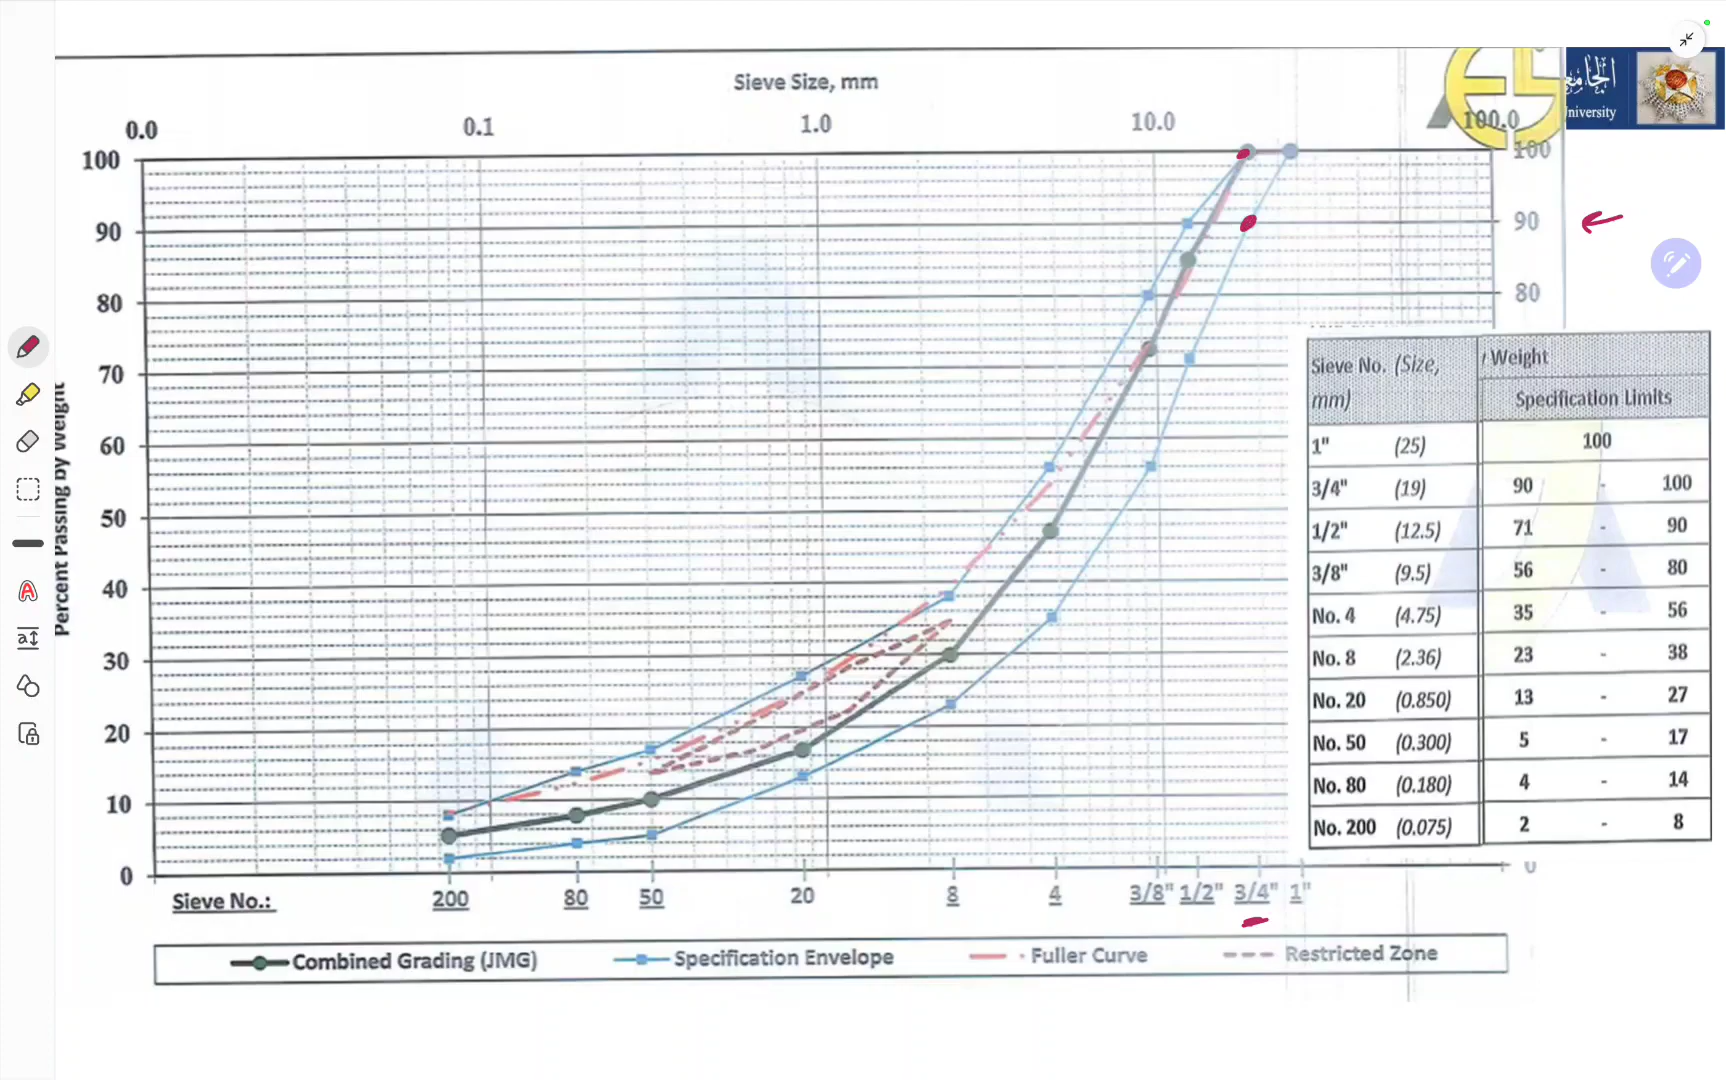 Sieve Size, mm
0.0 0.1 1.0 10.0 100.0
الجامع
niversity
100 100
90 90
80 80
70
60
50
40
30
20
10
0 0
Percent Passing by Weight
Sieve No.: 200 80 50 20 8 4 3/8" 1/2" 3/4" 1"
Combined Grading (JMG) Specification Envelope Fuller Curve Restricted Zone
Sieve No. (Size, mm) Weight
Specification Limits
1" (25) 100
3/4" (19) 90 - 100
1/2" (12.5) 71 - 90
3/8" (9.5) 56 - 80
No. 4 (4.75) 35 - 56
No. 8 (2.36) 23 - 38
No. 20 (0.850) 13 - 27
No. 50 (0.300) 5 - 17
No. 80 (0.180) 4 - 14
No. 200 (0.075) 2 - 8